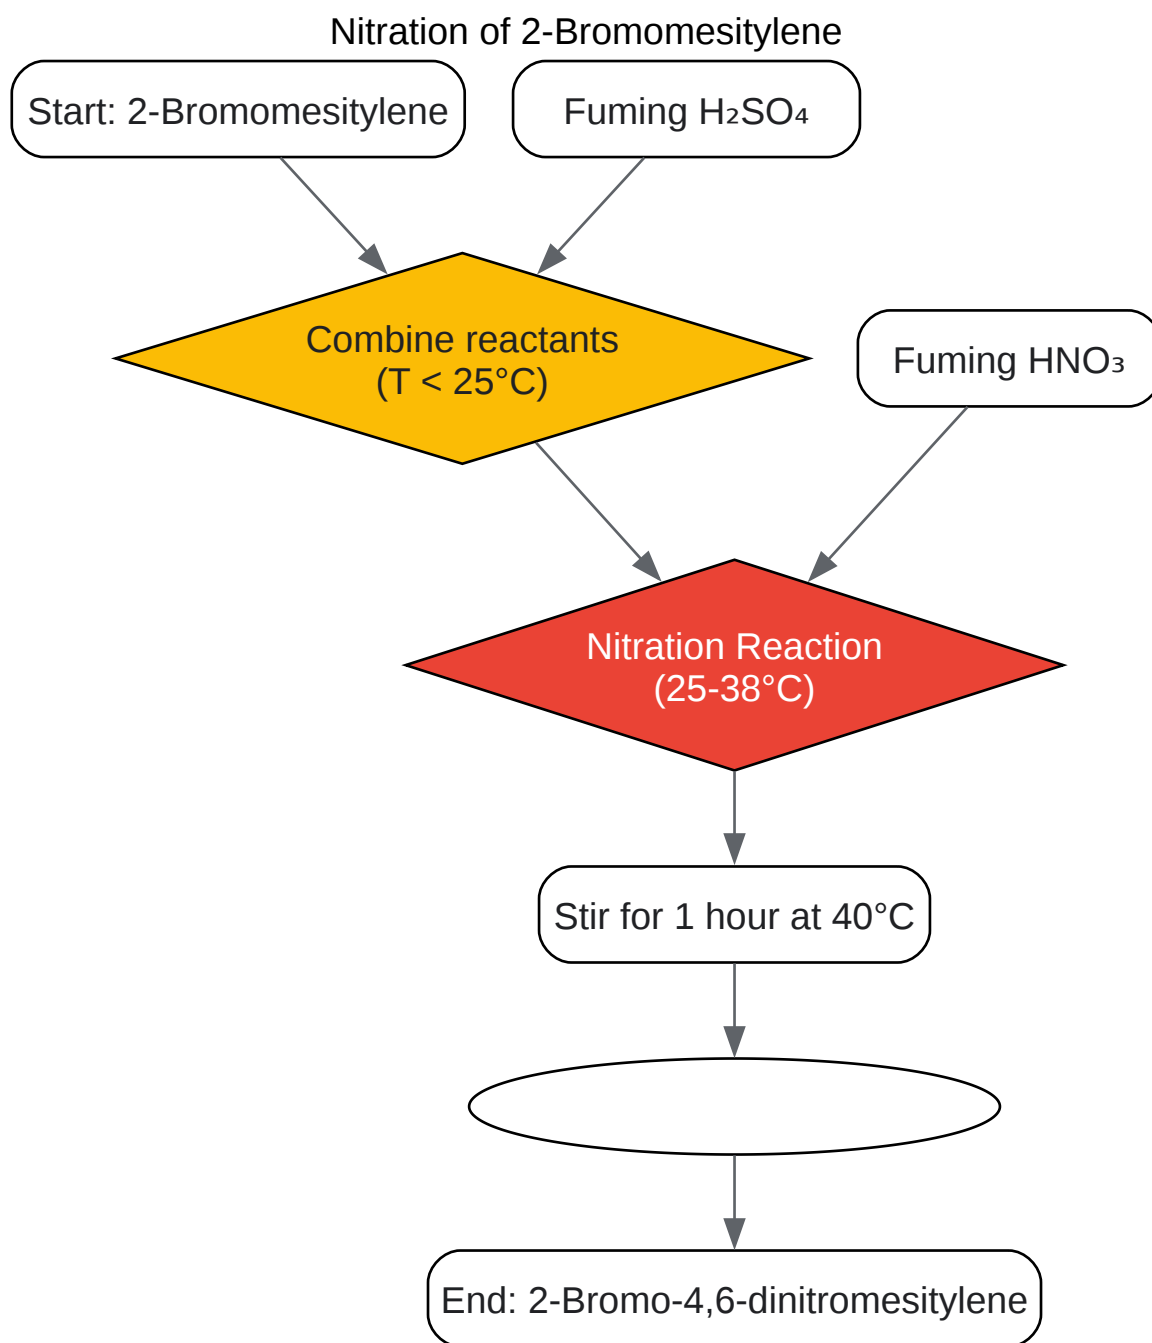 Nitration of 2-Bromomesitylene
Start: 2-Bromomesitylene
Fuming H₂SO₄
Combine reactants
(T < 25°C)
Fuming HNO₃
Nitration Reaction
(25-38°C)
Stir for 1 hour at 40°C
End: 2-Bromo-4,6-dinitromesitylene